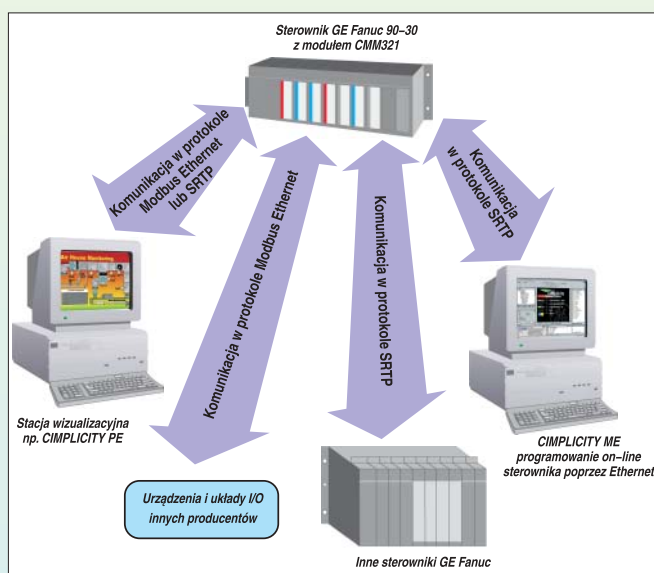 Sterownik GE Fanuc 90–30
z modułem CMM321
Komunikacja w protokole
Modbus Ethernet
lub SRTP
Komunikacja w protokole Modbus Ethernet
Komunikacja w protokole SRTP
Komunikacja
w protokole SRTP
Stacja wizualizacyjna
np. CIMPLICITY PE
CIMPLICITY ME
programowanie on–line
sterownika poprzez Ethernet
Urządzenia i układy I/O
innych producentów
Inne sterowniki GE Fanuc